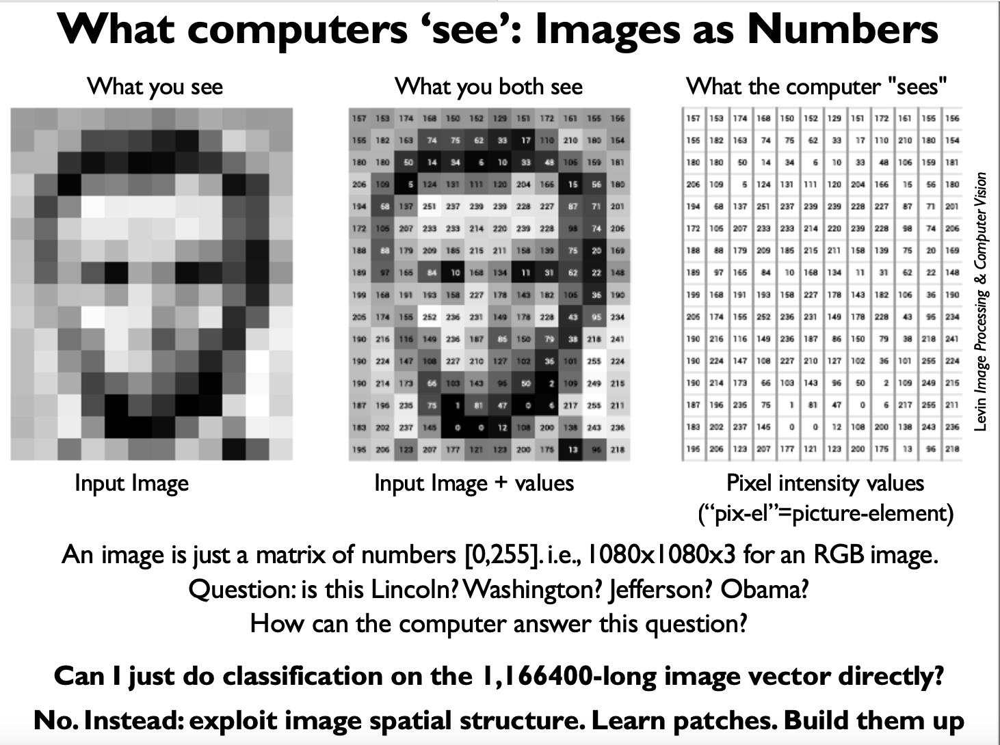 What computers ‘see’: Images as Numbers
What you see
What you both see
What the computer "sees"
157 153 174 168 150 152 129 151 172 161 155 156
155 182 163 74 75 62 33 17 110 210 180 154
180 180 50 14 34 6 10 33 48 106 159 181
206 109 5 124 131 111 120 204 166 15 56 180
194 68 137 251 237 239 239 228 227 87 71 201
172 105 207 233 233 214 220 239 228 98 74 206
188 88 179 209 185 215 211 158 139 75 20 169
189 97 165 84 10 168 134 11 31 62 22 148
199 168 191 193 158 227 178 143 182 106 36 190
205 174 155 252 236 231 149 178 228 43 95 234
190 216 116 149 236 187 86 150 79 38 218 241
190 224 147 108 227 210 127 102 36 101 255 224
190 214 173 66 103 143 96 50 2 109 249 215
187 196 235 75 1 81 47 0 6 217 255 211
183 202 237 145 0 0 12 108 200 138 243 236
195 206 123 207 177 121 123 200 175 13 96 218
157 153 174 168 150 152 129 151 172 161 155 156
155 182 163 74 75 62 33 17 110 210 180 154
180 180 50 14 34 6 10 33 48 106 159 181
206 109 5 124 131 111 120 204 166 15 56 180
194 68 137 251 237 239 239 228 227 87 71 201
172 105 207 233 233 214 220 239 228 98 74 206
188 88 179 209 185 215 211 158 139 75 20 169
189 97 165 84 10 168 134 11 31 62 22 148
199 168 191 193 158 227 178 143 182 106 36 190
205 174 155 252 236 231 149 178 228 43 95 234
190 216 116 149 236 187 86 150 79 38 218 241
190 224 147 108 227 210 127 102 36 101 255 224
190 214 173 66 103 143 96 50 2 109 249 215
187 196 235 75 1 81 47 0 6 217 255 211
183 202 237 145 0 0 12 108 200 138 243 236
195 206 123 207 177 121 123 200 175 13 96 218
Levin Image Processing & Computer Vision
Input Image
Input Image + values
Pixel intensity values
(“pix-el”=picture-element)
An image is just a matrix of numbers [0,255]. i.e., 1080x1080x3 for an RGB image.
Question: is this Lincoln? Washington? Jefferson? Obama?
How can the computer answer this question?
Can I just do classification on the 1,166400-long image vector directly?
No. Instead: exploit image spatial structure. Learn patches. Build them up